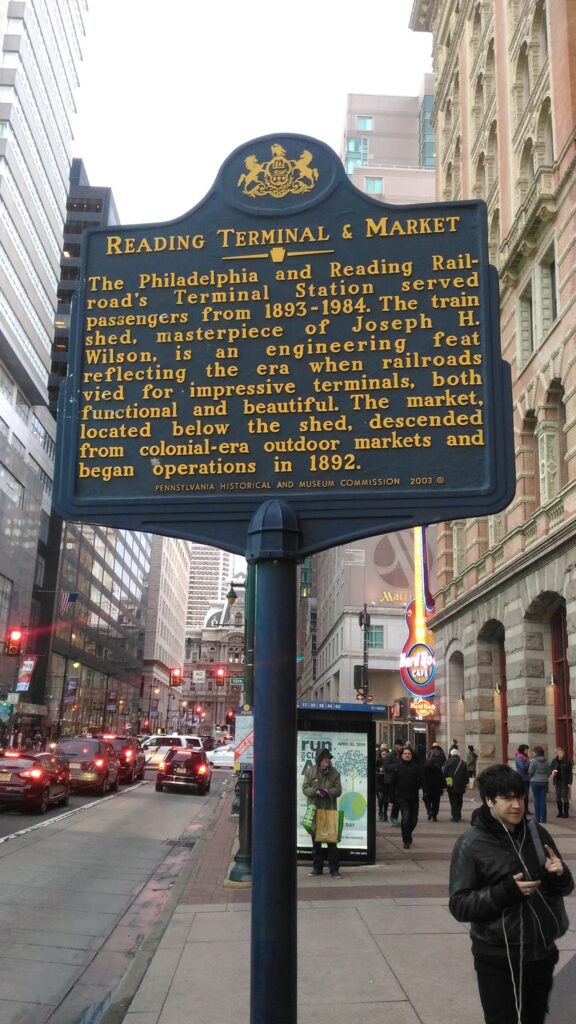 READING TERMINAL & MARKET
The Philadelphia and Reading Rail-
road's Terminal Station served
passengers from 1893-1984. The train
shed, masterpiece of Joseph H.
Wilson, is an engineering feat
reflecting the era when railroads
vied for impressive terminals, both
functional and beautiful. The market,
located below the shed, descended
from colonial-era outdoor markets and
began operations in 1892.
PENNSYLVANIA HISTORICAL AND MUSEUM COMMISSION 2003
HARD ROCK
CAFE
run
DAY